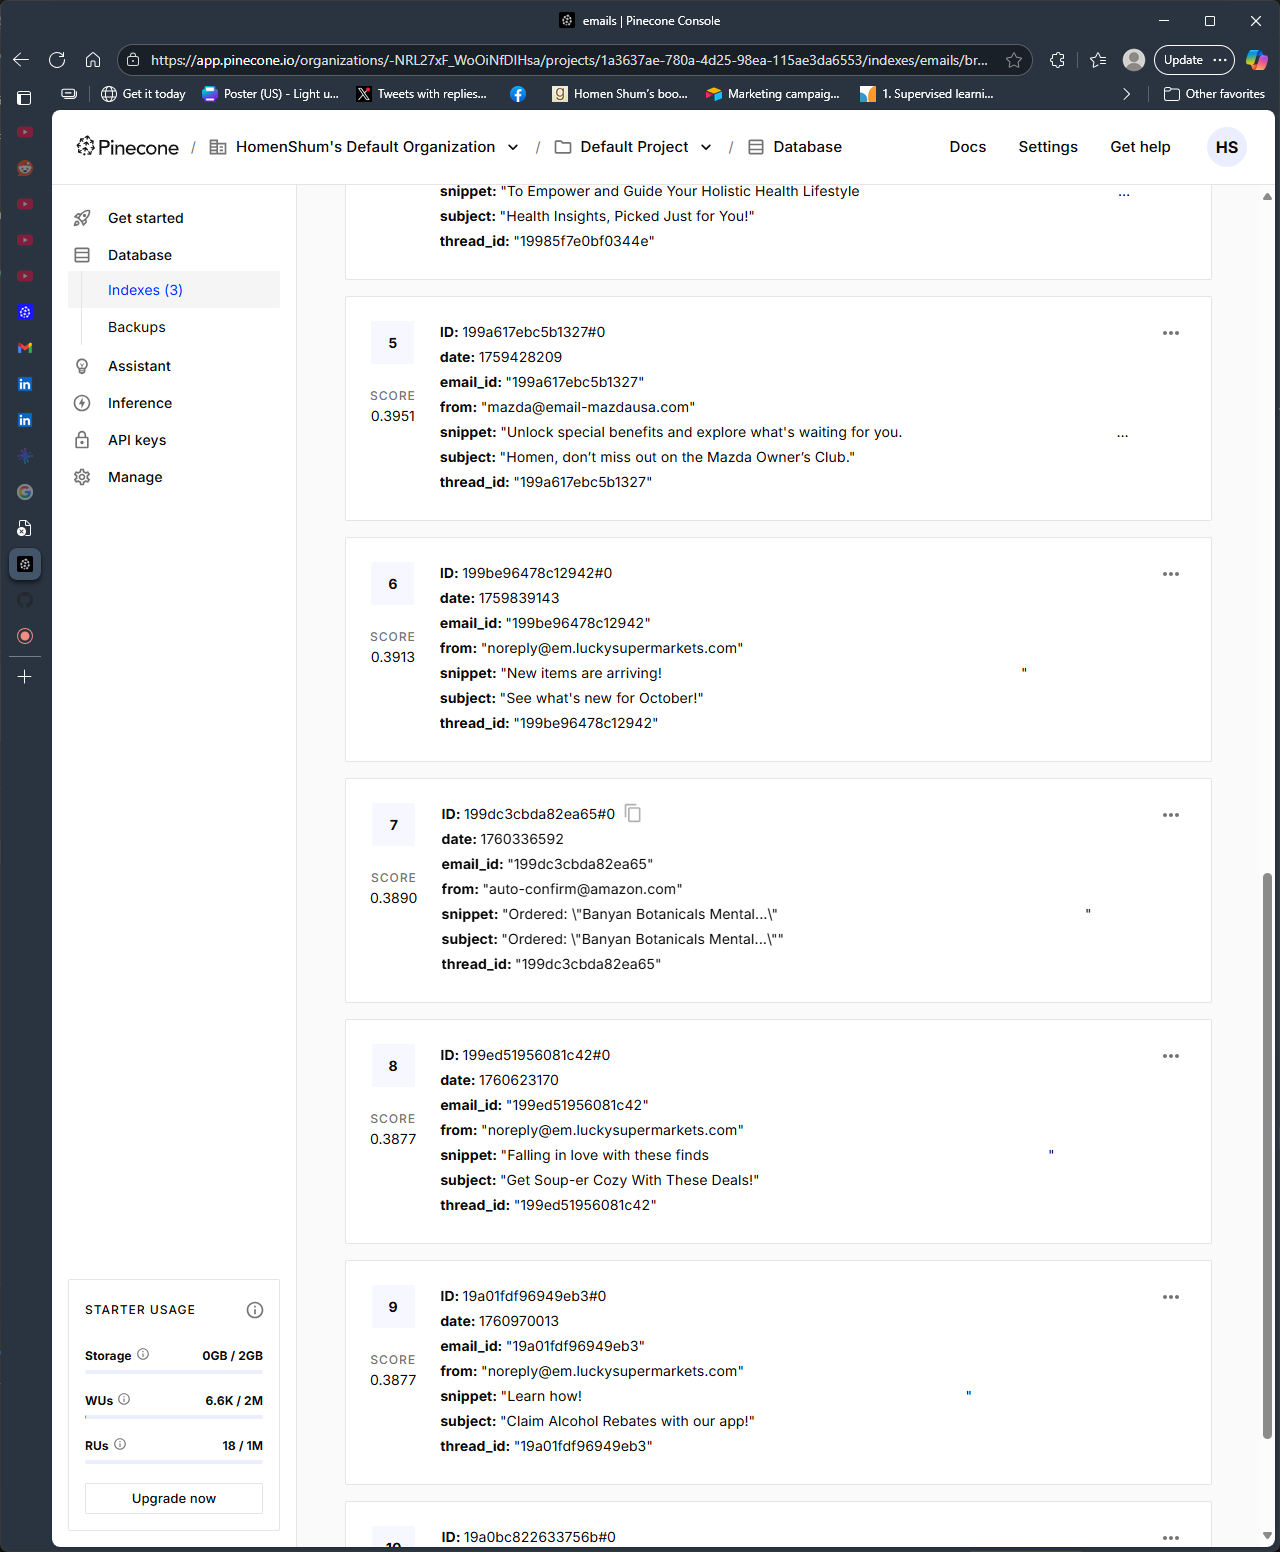 emails | Pinecone Console
https://app.pinecone.io/organizations/-NRL27xF_WoOiNfDIHsa/projects/1a3637ae-780a-4d25-98ea-115ae3da6553/indexes/emails/br...
Update
Get it today
Poster (US) - Light u...
Tweets with replies...
Homen Shum's boo...
Marketing campaig...
1. Supervised learni...
Other favorites
Pinecone / HomenShum's Default Organization / Default Project / Database
Docs
Settings
Get help
HS
Get started
Database
Indexes (3)
Backups
Assistant
Inference
API keys
Manage
snippet: "To Empower and Guide Your Holistic Health Lifestyle ...
subject: "Health Insights, Picked Just for You!"
thread_id: "19985f7e0bf0344e"
5
SCORE
0.3951
ID: 199a617ebc5b1327#0
date: 1759428209
email_id: "199a617ebc5b1327"
from: "mazda@email-mazdausa.com"
snippet: "Unlock special benefits and explore what's waiting for you. ...
subject: "Homen, don’t miss out on the Mazda Owner’s Club."
thread_id: "199a617ebc5b1327"
6
SCORE
0.3913
ID: 199be96478c12942#0
date: 1759839143
email_id: "199be96478c12942"
from: "noreply@em.luckysupermarkets.com"
snippet: "New items are arriving! "
subject: "See what's new for October!"
thread_id: "199be96478c12942"
7
SCORE
0.3890
ID: 199dc3cbda82ea65#0
date: 1760336592
email_id: "199dc3cbda82ea65"
from: "auto-confirm@amazon.com"
snippet: "Ordered: \"Banyan Botanicals Mental...\" "
subject: "Ordered: \"Banyan Botanicals Mental...\""
thread_id: "199dc3cbda82ea65"
8
SCORE
0.3877
ID: 199ed51956081c42#0
date: 1760623170
email_id: "199ed51956081c42"
from: "noreply@em.luckysupermarkets.com"
snippet: "Falling in love with these finds "
subject: "Get Soup-er Cozy With These Deals!"
thread_id: "199ed51956081c42"
9
SCORE
0.3877
ID: 19a01fdf96949eb3#0
date: 1760970013
email_id: "19a01fdf96949eb3"
from: "noreply@em.luckysupermarkets.com"
snippet: "Learn how! "
subject: "Claim Alcohol Rebates with our app!"
thread_id: "19a01fdf96949eb3"
10
ID: 19a0bc822633756b#0
STARTER USAGE
Storage 0GB / 2GB
WUs 6.6K / 2M
RUs 18 / 1M
Upgrade now